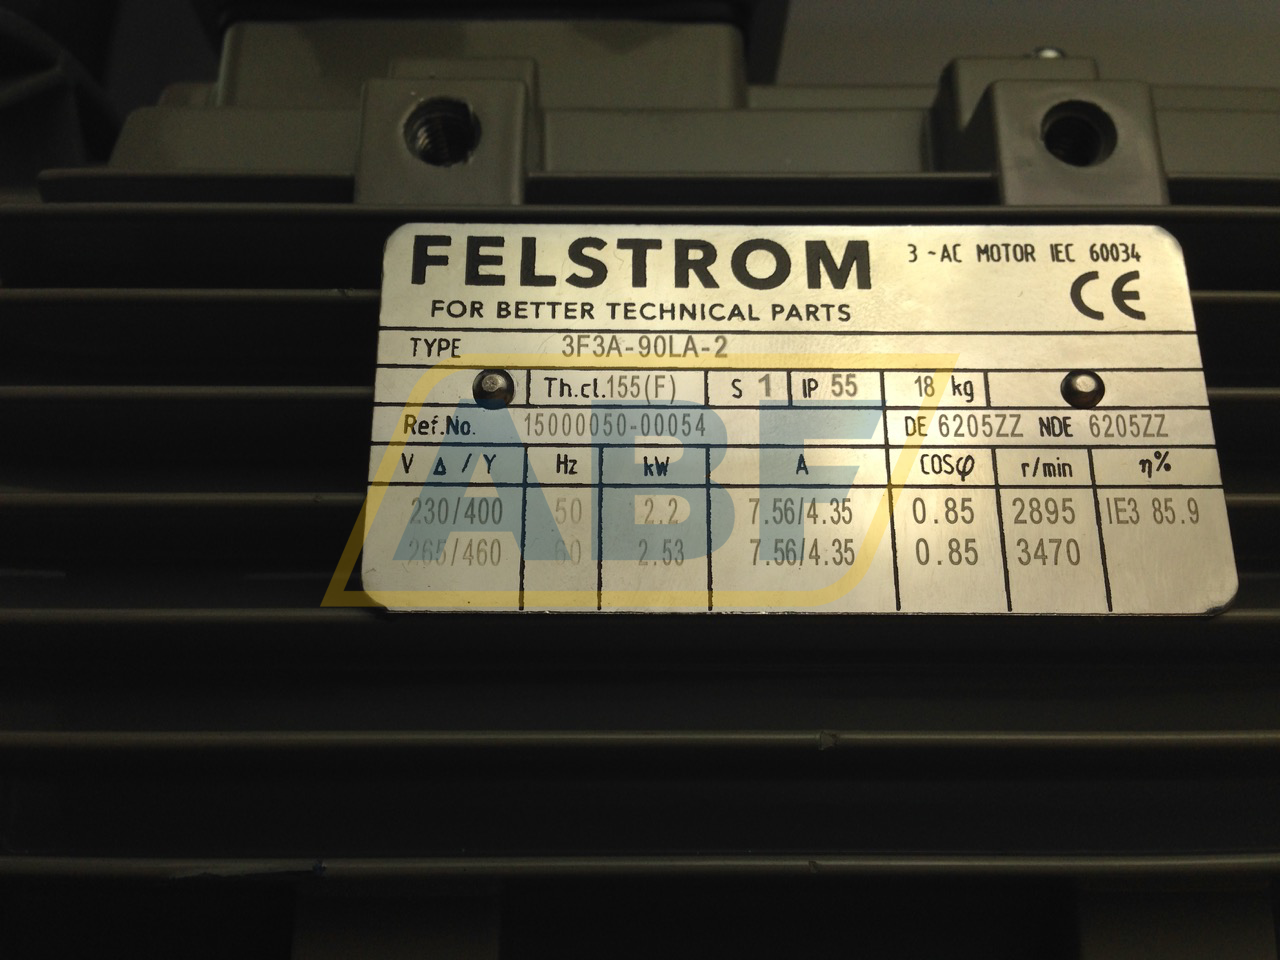 FELSTROM
3 ~AC MOTOR IEC 60034
CE
FOR BETTER TECHNICAL PARTS
TYPE 3F3A-90LA-2
Th.cl.155(F) S 1 IP 55 18 kg
Ref.No. 15000050-00054 DE 6205ZZ NDE 6205ZZ
V Δ / Y Hz kW A COSφ r/min η%
230/400 50 2.2 7.56/4.35 0.85 2895 IE3 85.9
265/460 60 2.53 7.56/4.35 0.85 3470
ABF